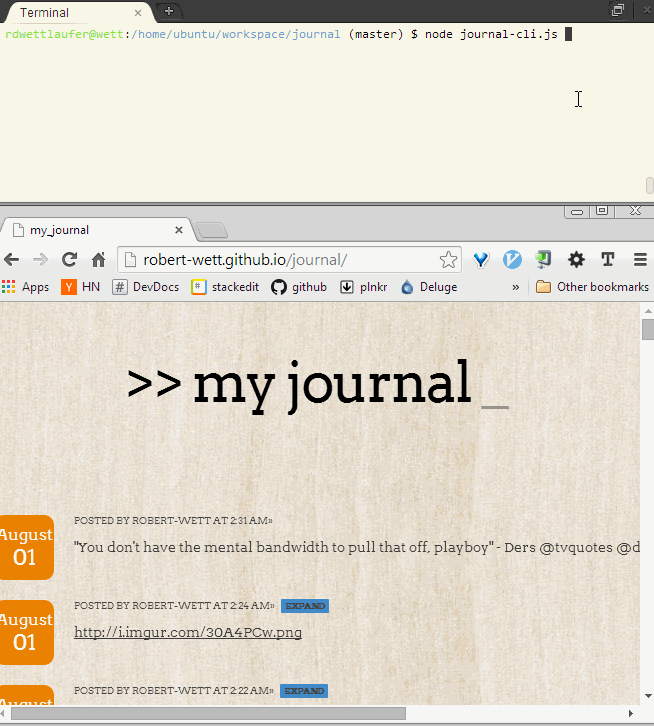 Terminal
rdwettlaufer@wett:/home/ubuntu/workspace/journal (master) $ node journal-cli.js
my_journal
robert-wett.github.io/journal/
Apps HN DevDocs stackedit github plnkr Deluge » Other bookmarks
>> my journal _
August
01
POSTED BY ROBERT-WETT AT 2:31 AM»
"You don't have the mental bandwidth to pull that off, playboy" - Ders @tvquotes @d
August
01
POSTED BY ROBERT-WETT AT 2:24 AM» EXPAND
http://i.imgur.com/30A4PCw.png
August
POSTED BY ROBERT-WETT AT 2:22 AM» EXPAND